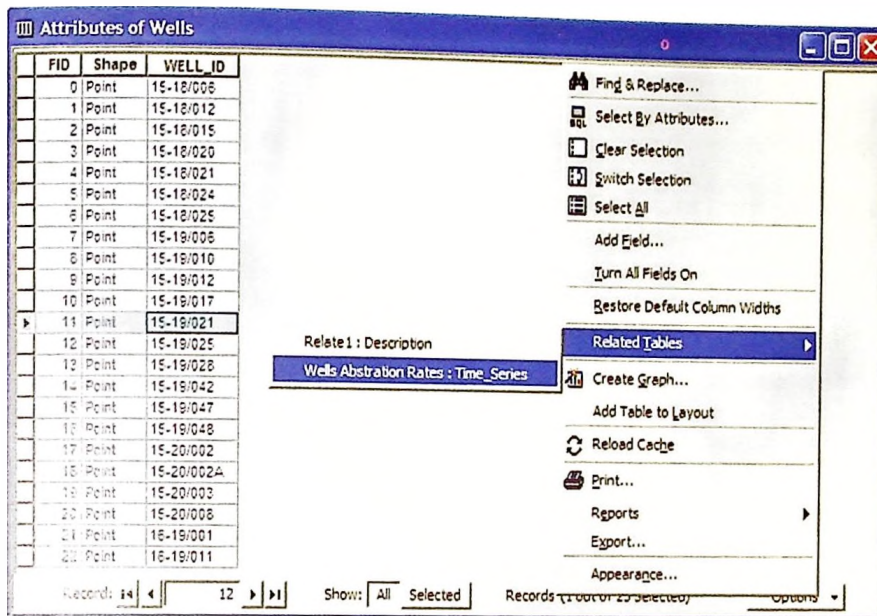 Attributes of Wells
FID Shape WELL_ID
0 Point 15-18/006
1 Point 15-18/012
2 Point 15-18/015
3 Point 15-18/020
4 Point 15-18/021
5 Point 15-18/024
6 Point 15-18/025
7 Point 15-19/006
8 Point 15-19/010
9 Point 15-19/012
10 Point 15-19/017
11 Point 15-19/021
12 Point 15-19/025
13 Point 15-19/028
14 Point 15-19/042
15 Point 15-19/047
16 Point 15-19/048
17 Point 15-20/002
18 Point 15-20/002A
19 Point 15-20/003
20 Point 15-20/008
21 Point 16-19/001
22 Point 16-19/011
Find & Replace...
SQL Select By Attributes...
Clear Selection
Switch Selection
Select All
Add Field...
Turn All Fields On
Restore Default Column Widths
Related Tables
Relate1 : Description
Wells Abstration Rates : Time_Series
Create Graph...
Add Table to Layout
Reload Cache
Print...
Reports
Export...
Appearance...
Record: 12 Show: All Selected Records (1 out of 23 Selected) Options